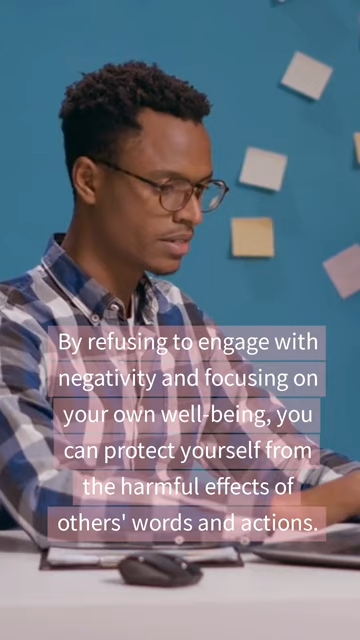 By refusing to engage with
negativity and focusing on
your own well-being, you
can protect yourself from
the harmful effects of
others' words and actions.